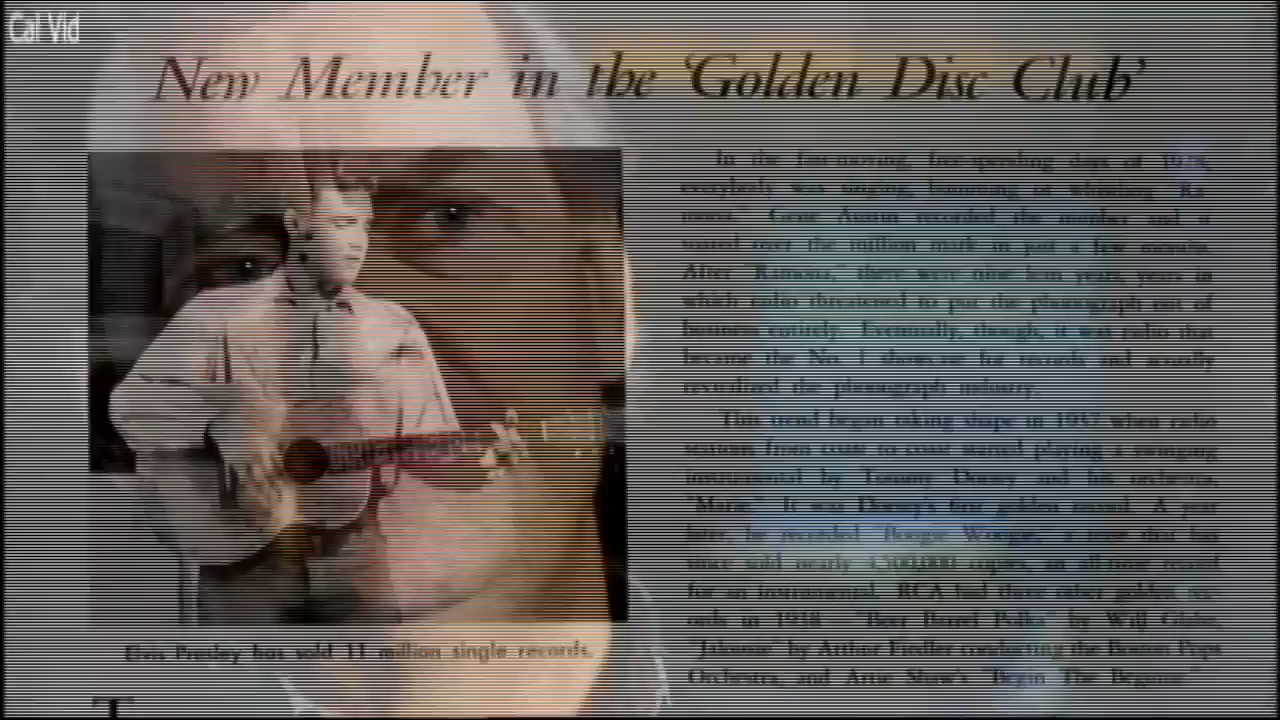 Cal Vid
New Member in the 'Golden Disc Club'
In the fast-moving, free-spending days of
everybody was singing, humming or whistling "Ra-
mona." Gene Austin recorded the number and it
soared over the million mark in just a few months.
After "Ramona," there were nine lean years, years in
which radio threatened to put the phonograph out of
business entirely. Eventually, though, it was radio that
became the No. 1 showcase for records and actually
revitalized the phonograph industry.
This trend began taking shape in 1937 when radio
stations from coast to coast started playing a swinging
instrumental by Tommy Dorsey and his orchestra,
"Marie." It was Dorsey's first golden record. A year
later, he recorded "Boogie Woogie," a tune that has
since sold nearly copies, an all-time record
for an instrumental. RCA had three other golden rec-
ords in 1938 "Beer Barrel Polka" by Will Glahe,
"Jalousie" by Arthur Fiedler conducting the Boston Pops
Orchestra, and Artie Shaw's "Begin The Beguine."
Elvis Presley has sold 11 million single records.
T